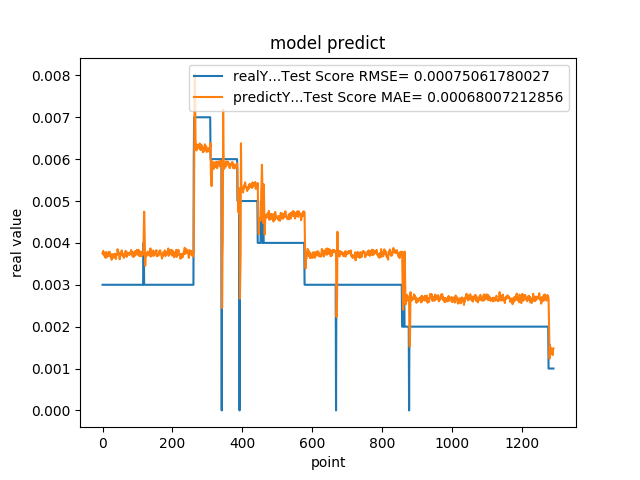 model predict
realY...Test Score RMSE= 0.00075061780027
predictY...Test Score MAE= 0.00068007212856
0.008
0.007
0.006
0.005
0.004
0.003
0.002
0.001
0.000
real value
0 200 400 600 800 1000 1200
point